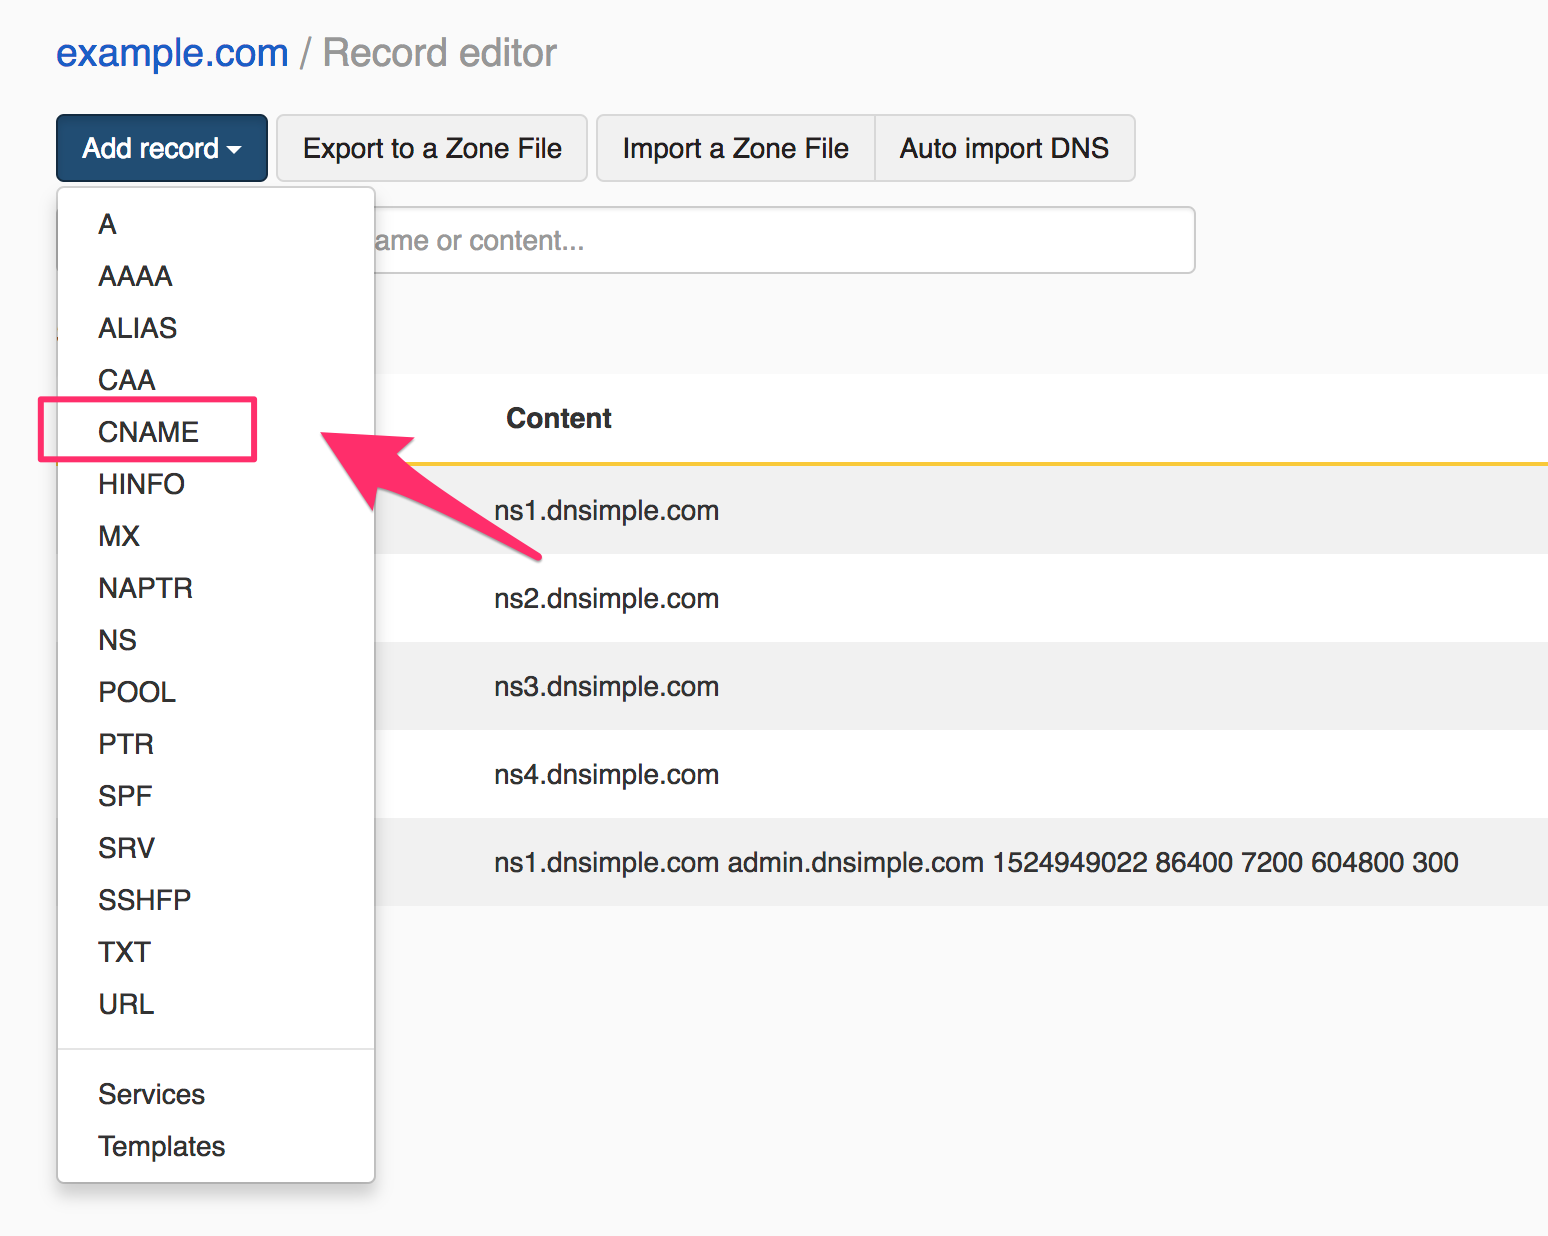 example.com / Record editor
Add record Export to a Zone File Import a Zone File Auto import DNS
ame or content...
A
AAAA
ALIAS
CAA
CNAME
HINFO
MX
NAPTR
NS
POOL
PTR
SPF
SRV
SSHFP
TXT
URL
Services
Templates
Content
ns1.dnsimple.com
ns2.dnsimple.com
ns3.dnsimple.com
ns4.dnsimple.com
ns1.dnsimple.com admin.dnsimple.com 1524949022 86400 7200 604800 300